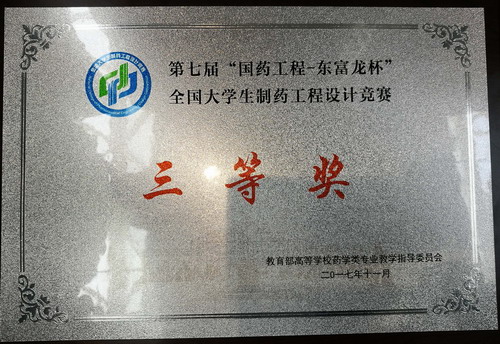 第七届“国药工程-东富龙杯”
全国大学生制药工程设计竞赛
三等奖
教育部高等学校药学类专业教学指导委员会
二〇一七年十一月